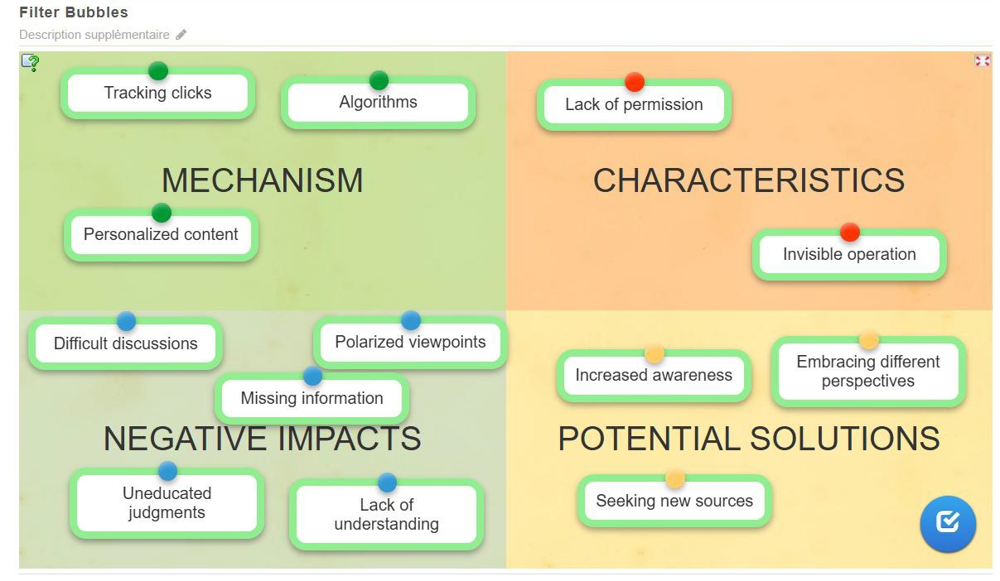 Filter Bubbles
Description supplémentaire
Tracking clicks
Algorithms
MECHANISM
Personalized content
Lack of permission
CHARACTERISTICS
Invisible operation
Difficult discussions
Polarized viewpoints
Missing information
NEGATIVE IMPACTS
Uneducated
judgments
Lack of
understanding
Increased awareness
Embracing different
perspectives
POTENTIAL SOLUTIONS
Seeking new sources